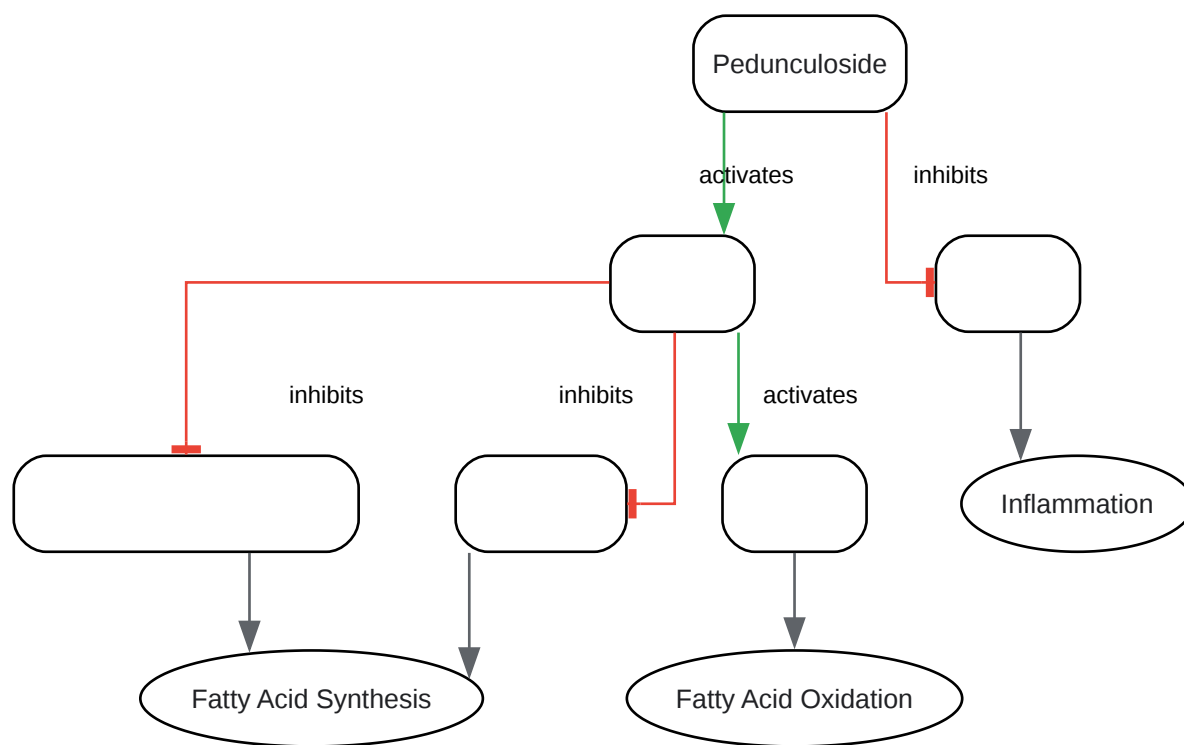 Pedunculoside
activates
inhibits
inhibits
inhibits
activates
Inflammation
Fatty Acid Synthesis
Fatty Acid Oxidation